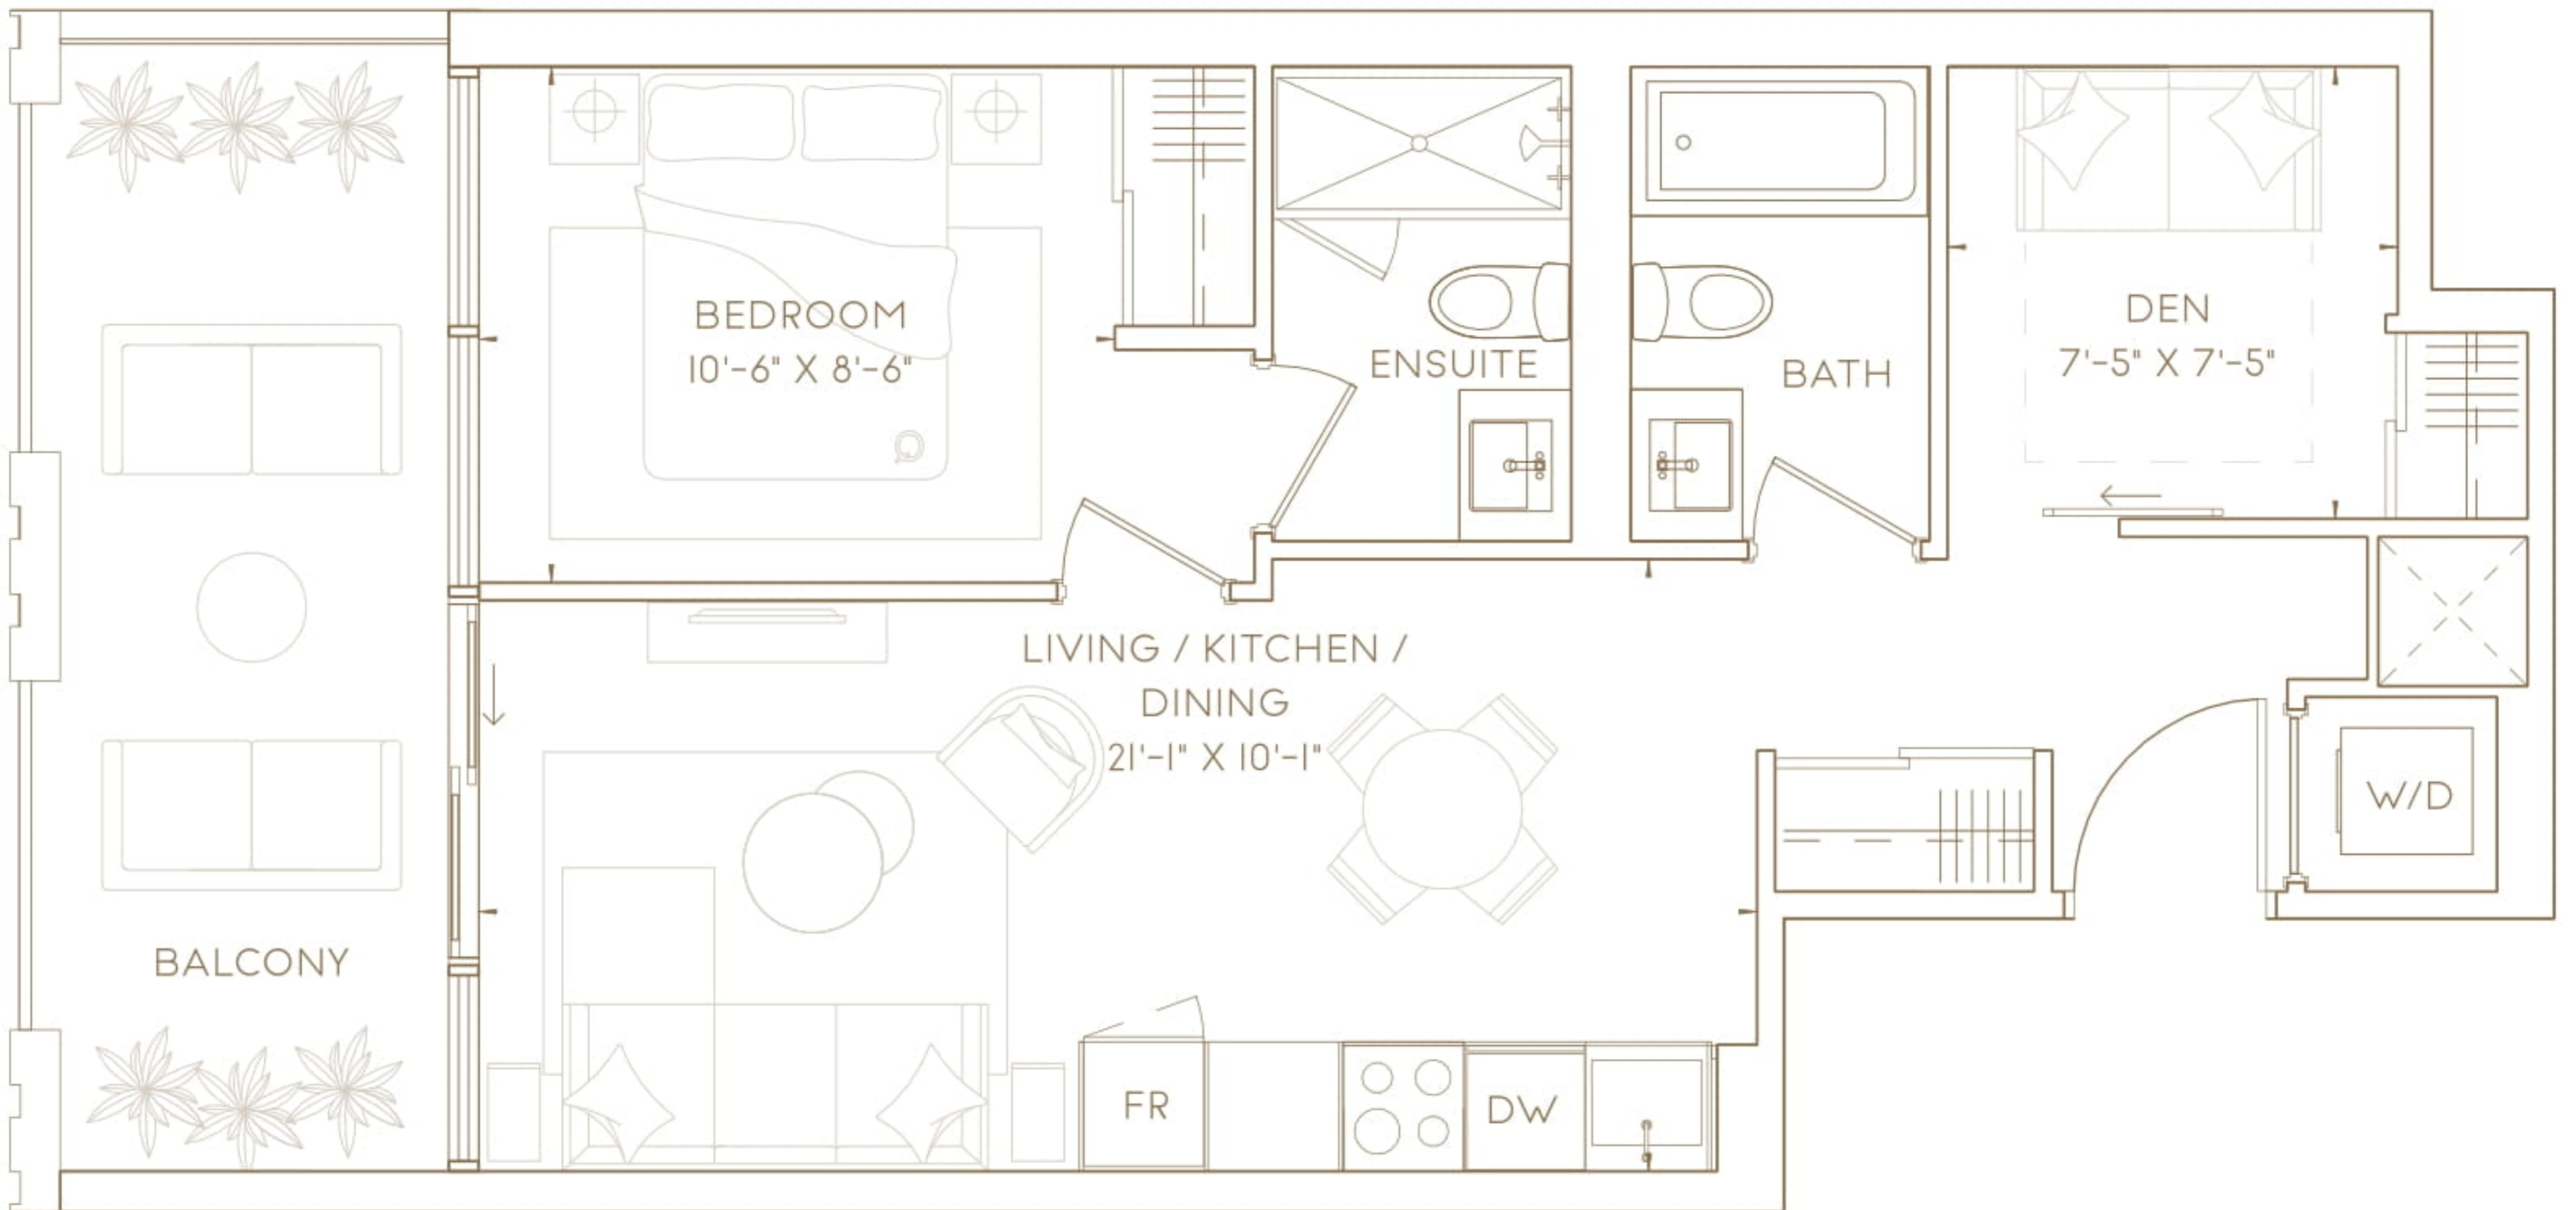 BEDROOM
10'-6" X 8'-6"
ENSUITE
BATH
DEN
7'-5" X 7'-5"
LIVING / KITCHEN /
DINING
21'-1" X 10'-1"
W/D
BALCONY
FR
DW